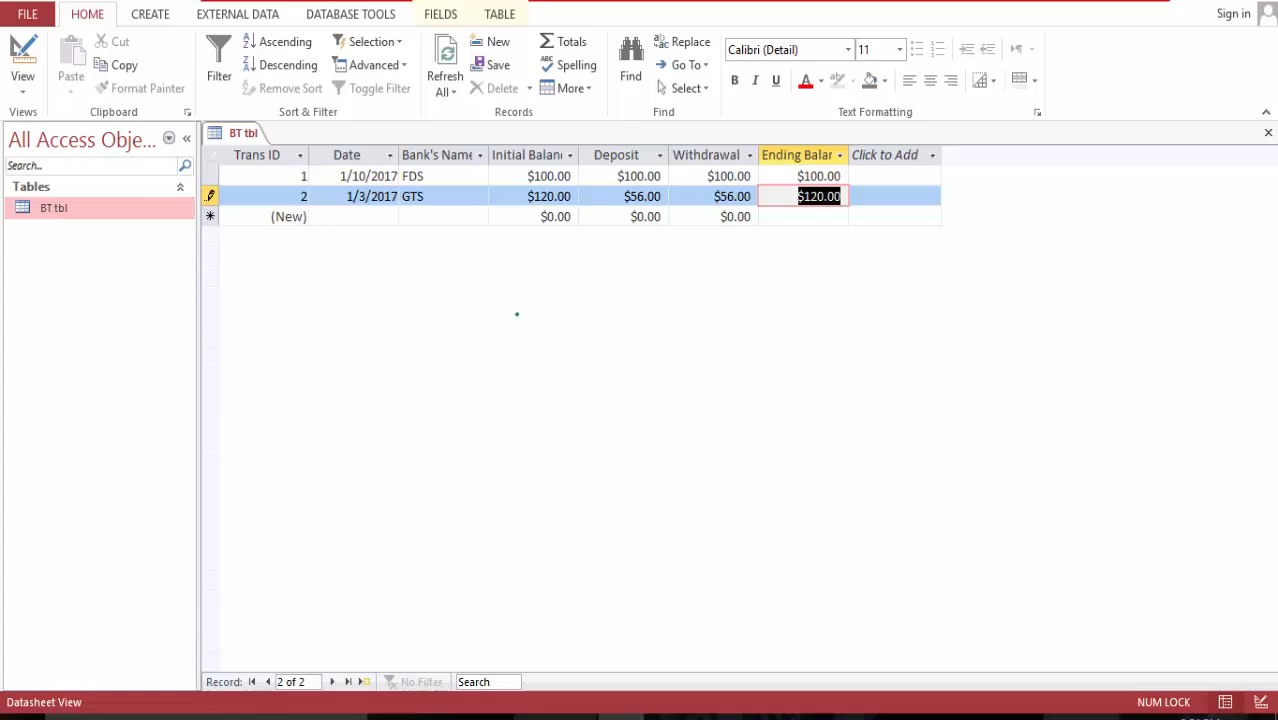 FILE HOME CREATE EXTERNAL DATA DATABASE TOOLS FIELDS TABLE Sign in
View Paste Cut Copy Format Painter Filter Ascending Descending Remove Sort Selection Advanced Toggle Filter Refresh All New Save Delete Totals Spelling More Find Replace Go To Select Calibri (Detail) 11 B I U A
Views Clipboard Sort & Filter Records Find Text Formatting
All Access Obje...
Search...
Tables
BT tbl
BT tbl
Trans ID Date Bank's Name Initial Balan Deposit Withdrawal Ending Balar Click to Add
1 1/10/2017 FDS $100.00 $100.00 $100.00 $100.00
2 1/3/2017 GTS $120.00 $56.00 $56.00 $120.00
(New) $0.00 $0.00 $0.00
Record: 2 of 2 No Filter Search
Datasheet View NUM LOCK